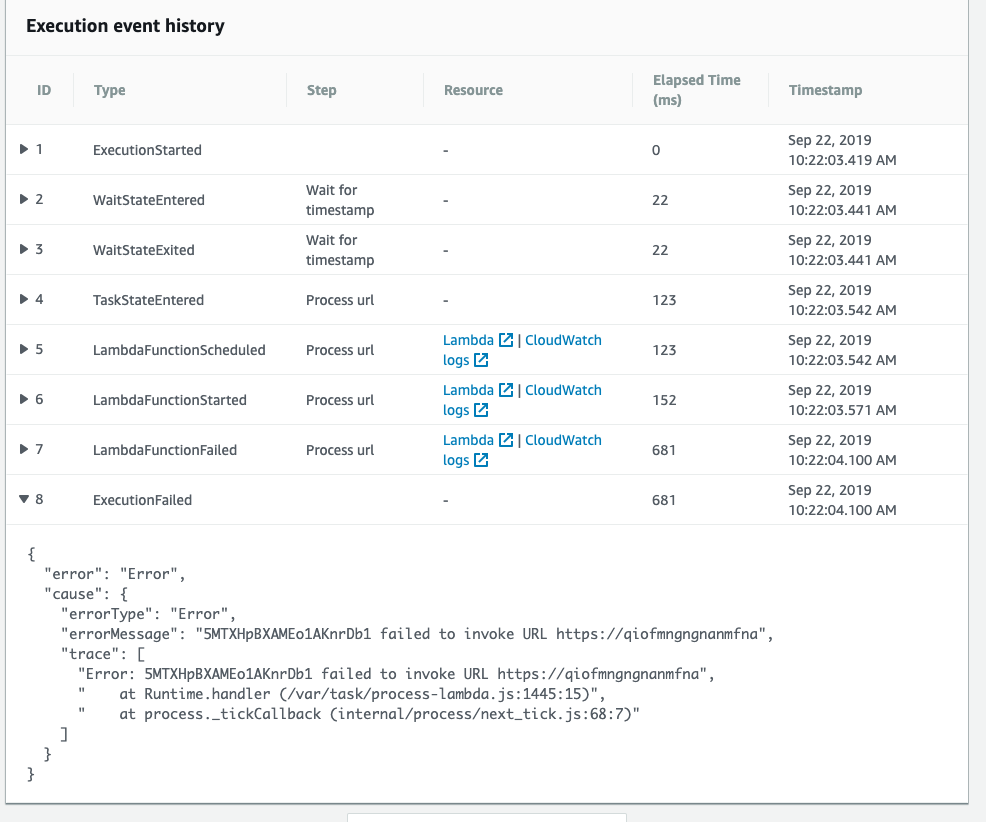 Execution event history
ID Type Step Resource Elapsed Time (ms) Timestamp
1 ExecutionStarted - 0 Sep 22, 2019 10:22:03.419 AM
2 WaitStateEntered Wait for timestamp - 22 Sep 22, 2019 10:22:03.441 AM
3 WaitStateExited Wait for timestamp - 22 Sep 22, 2019 10:22:03.441 AM
4 TaskStateEntered Process url - 123 Sep 22, 2019 10:22:03.542 AM
5 LambdaFunctionScheduled Process url Lambda | CloudWatch logs 123 Sep 22, 2019 10:22:03.542 AM
6 LambdaFunctionStarted Process url Lambda | CloudWatch logs 152 Sep 22, 2019 10:22:03.571 AM
7 LambdaFunctionFailed Process url Lambda | CloudWatch logs 681 Sep 22, 2019 10:22:04.100 AM
8 ExecutionFailed - 681 Sep 22, 2019 10:22:04.100 AM
{
  "error": "Error",
  "cause": {
    "errorType": "Error",
    "errorMessage": "5MTXHpBXAMEo1AKnrDb1 failed to invoke URL https://qiofmngngnanmfna",
    "trace": [
      "Error: 5MTXHpBXAMEo1AKnrDb1 failed to invoke URL https://qiofmngngnanmfna",
      "    at Runtime.handler (/var/task/process-lambda.js:1445:15)",
      "    at process._tickCallback (internal/process/next_tick.js:68:7)"
    ]
  }
}